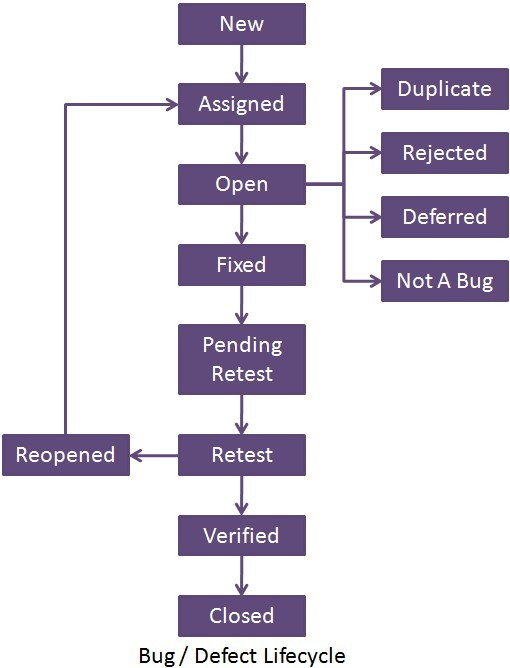 New
Assigned
Duplicate
Rejected
Open
Deferred
Fixed
Not A Bug
Pending
Retest
Reopened
Retest
Verified
Closed
Bug / Defect Lifecycle